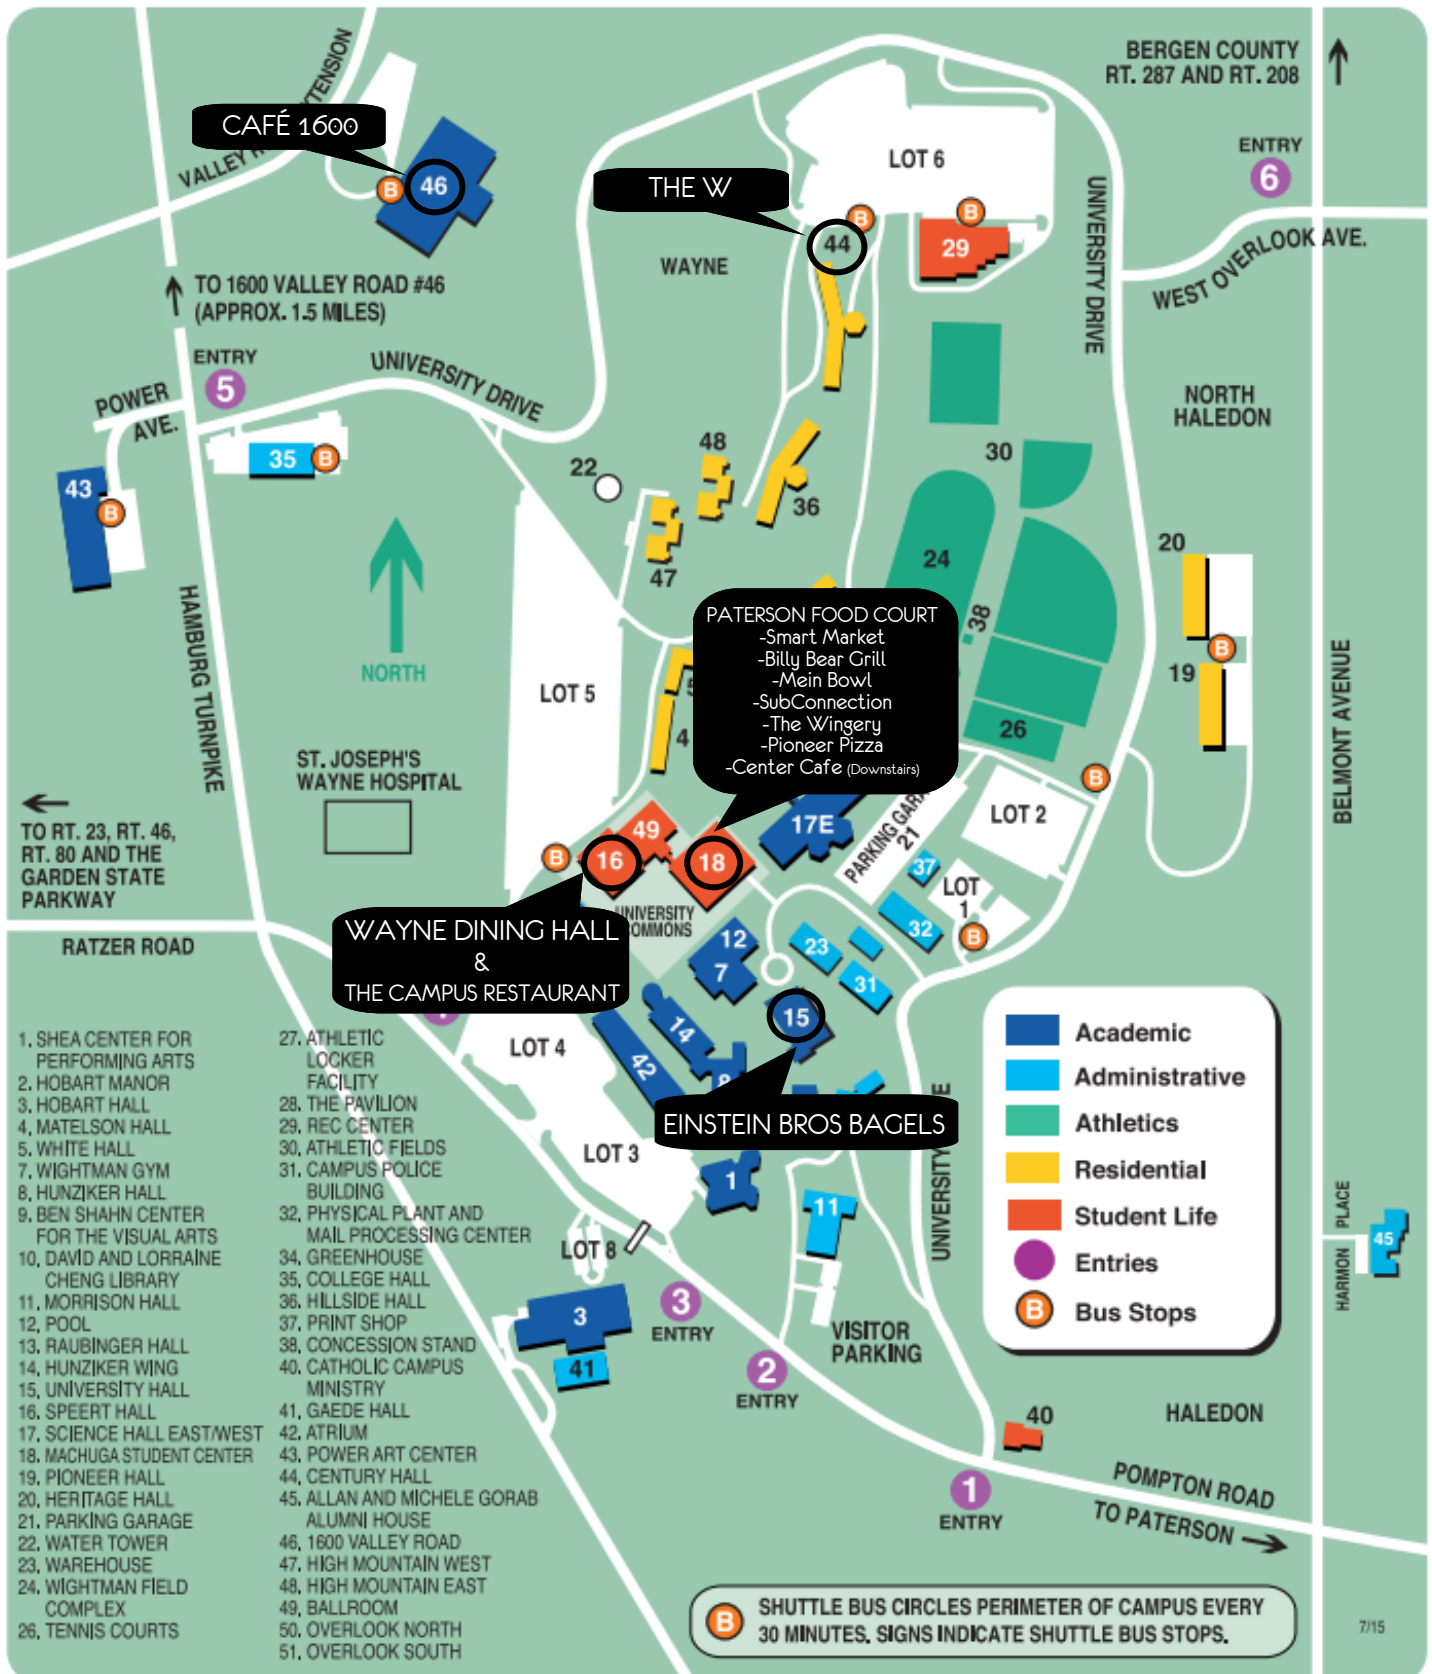 BERGEN COUNTY
RT. 287 AND RT. 208
CAFÉ 1600
VALLEY
ENTRY
6
B
46
LOT 6
THE W
B
44
B
29
WAYNE
UNIVERSITY DRIVE
WEST OVERLOOK AVE.
TO 1600 VALLEY ROAD #46
(APPROX. 1.5 MILES)
ENTRY
5
UNIVERSITY DRIVE
POWER
AVE.
NORTH
HALEDON
35
B
43
B
48
22
30
36
47
24
20
38
HAMBURG TURNPIKE
NORTH
PATERSON FOOD COURT
-Smart Market
-Billy Bear Grill
-Mein Bowl
-SubConnection
-The Wingery
-Pioneer Pizza
-Center Cafe (Downstairs)
B
19
LOT 5
5
4
26
BELMONT AVENUE
ST. JOSEPH'S
WAYNE HOSPITAL
B
TO RT. 23, RT. 46,
RT. 80 AND THE
GARDEN STATE
PARKWAY
LOT 2
17E
PARKING GARA
21
49
B
16
18
37
LOT
1
UNIVERSITY
OMMONS
WAYNE DINING HALL
&
THE CAMPUS RESTAURANT
32
B
12
7
23
31
RATZER ROAD
15
14
42
8
LOT 4
EINSTEIN BROS BAGELS
UNIVERSITY
E
LOT 3
1
11
LOT 8
3
41
3
ENTRY
2
ENTRY
VISITOR
PARKING
40
HALEDON
1
ENTRY
POMPTON ROAD
TO PATERSON
HARMON PLACE
45
Academic
Administrative
Athletics
Residential
Student Life
Entries
B Bus Stops
1. SHEA CENTER FOR
PERFORMING ARTS
2. HOBART MANOR
3. HOBART HALL
4. MATELSON HALL
5. WHITE HALL
7. WIGHTMAN GYM
8. HUNZIKER HALL
9. BEN SHAHN CENTER
FOR THE VISUAL ARTS
10. DAVID AND LORRAINE
CHENG LIBRARY
11. MORRISON HALL
12. POOL
13. RAUBINGER HALL
14. HUNZIKER WING
15. UNIVERSITY HALL
16. SPEERT HALL
17. SCIENCE HALL EAST/WEST
18. MACHUGA STUDENT CENTER
19. PIONEER HALL
20. HERITAGE HALL
21. PARKING GARAGE
22. WATER TOWER
23. WAREHOUSE
24. WIGHTMAN FIELD
COMPLEX
26. TENNIS COURTS
27. ATHLETIC
LOCKER
FACILITY
28. THE PAVILION
29. REC CENTER
30. ATHLETIC FIELDS
31. CAMPUS POLICE
BUILDING
32. PHYSICAL PLANT AND
MAIL PROCESSING CENTER
34. GREENHOUSE
35. COLLEGE HALL
36. HILLSIDE HALL
37. PRINT SHOP
38. CONCESSION STAND
40. CATHOLIC CAMPUS
MINISTRY
41. GAEDE HALL
42. ATRIUM
43. POWER ART CENTER
44. CENTURY HALL
45. ALLAN AND MICHELE GORAB
ALUMNI HOUSE
46. 1600 VALLEY ROAD
47. HIGH MOUNTAIN WEST
48. HIGH MOUNTAIN EAST
49. BALLROOM
50. OVERLOOK NORTH
51. OVERLOOK SOUTH
B SHUTTLE BUS CIRCLES PERIMETER OF CAMPUS EVERY
30 MINUTES. SIGNS INDICATE SHUTTLE BUS STOPS.
7/15